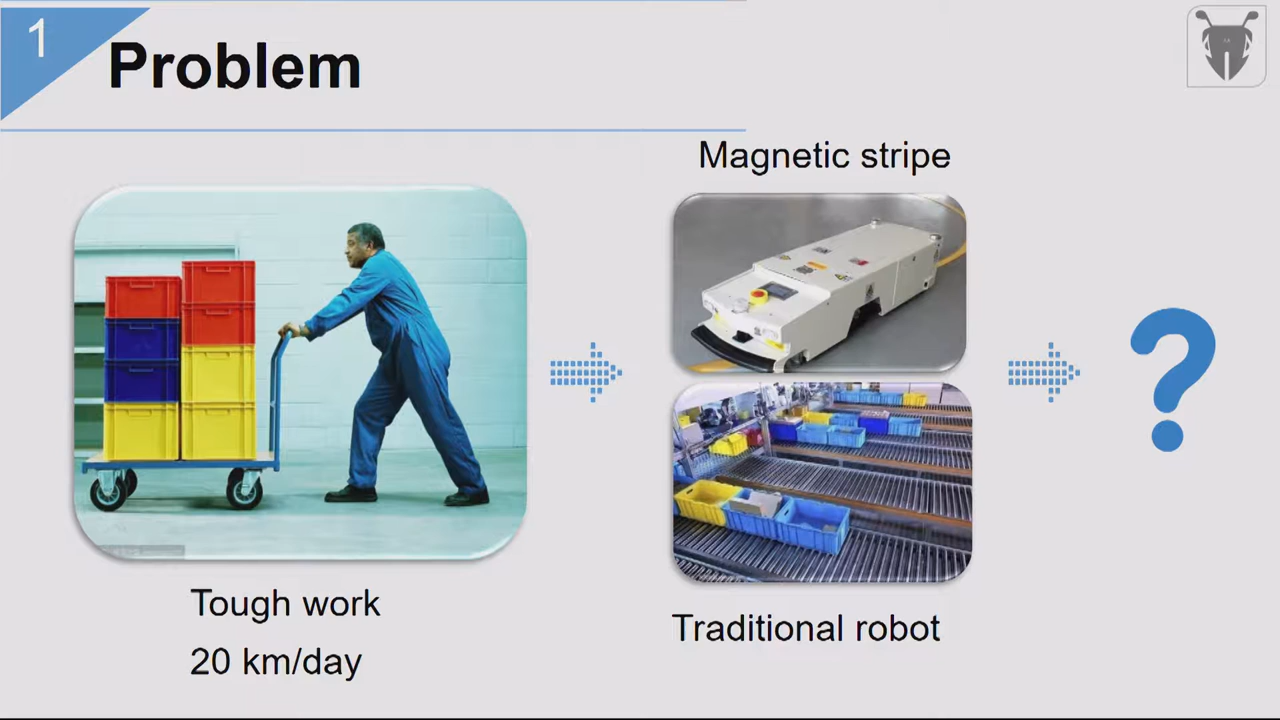 1
Problem
Magnetic stripe
Tough work
20 km/day
Traditional robot
?